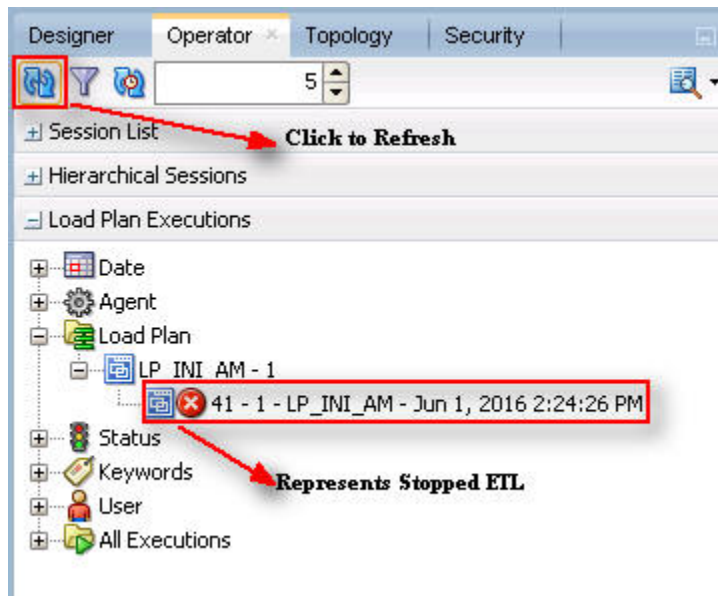 Designer Operator Topology Security
5
Session List
Click to Refresh
Hierarchical Sessions
Load Plan Executions
Date
Agent
Load Plan
LP_INI_AM - 1
41 - 1 - LP_INI_AM - Jun 1, 2016 2:24:26 PM
Status
Represents Stopped ETL
Keywords
User
All Executions